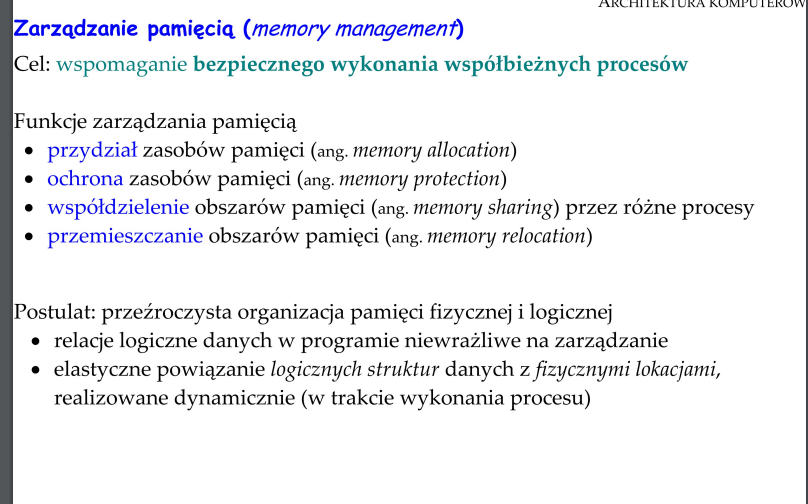 ARCHITEKTURA KOMPUTERÓW
Zarządzanie pamięcią (memory management)
Cel: wspomaganie bezpiecznego wykonania współbieżnych procesów
Funkcje zarządzania pamięcią
• przydział zasobów pamięci (ang. memory allocation)
• ochrona zasobów pamięci (ang. memory protection)
• współdzielenie obszarów pamięci (ang. memory sharing) przez różne procesy
• przemieszczanie obszarów pamięci (ang. memory relocation)
Postulat: przeźroczysta organizacja pamięci fizycznej i logicznej
• relacje logiczne danych w programie niewrażliwe na zarządzanie
• elastyczne powiązanie logicznych struktur danych z fizycznymi lokacjami,
realizowane dynamicznie (w trakcie wykonania procesu)